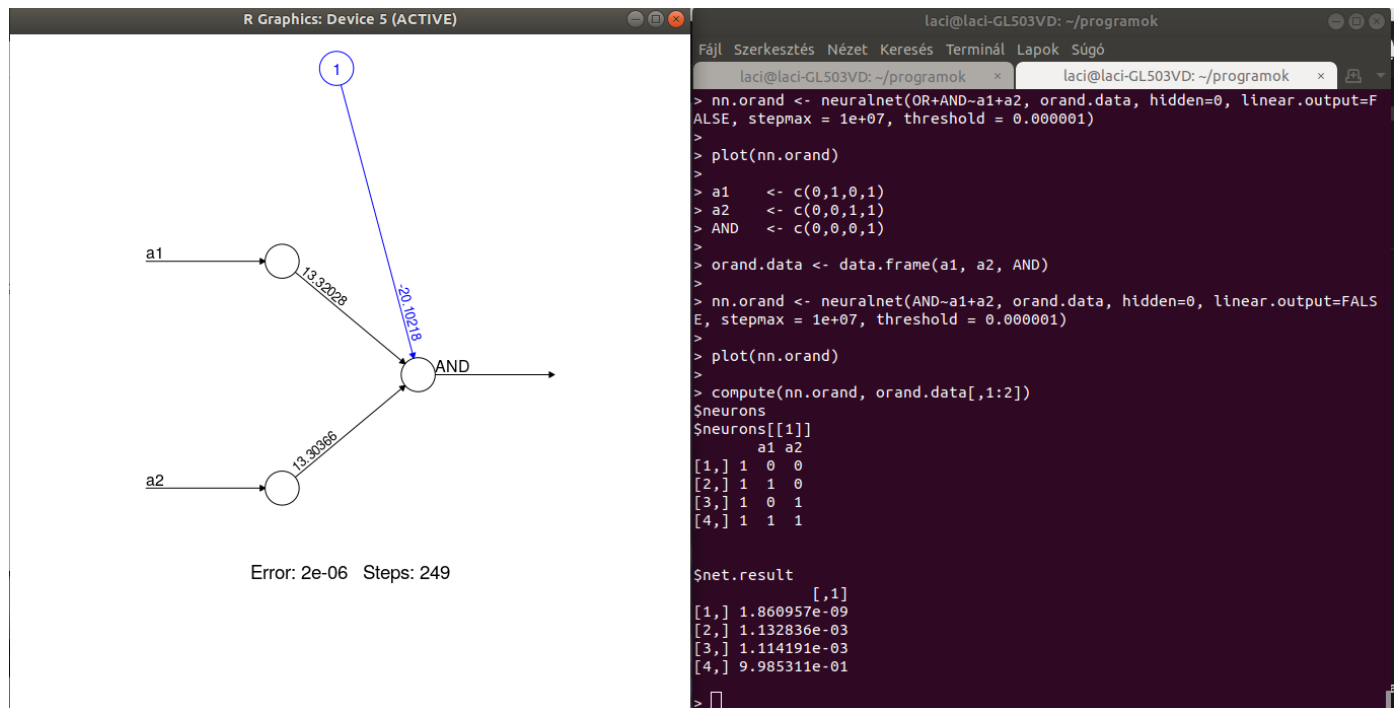 R Graphics: Device 5 (ACTIVE)
1
a1
13.32028
-20.10218
AND
13.30366
a2
Error: 2e-06   Steps: 249
laci@laci-GL503VD: ~/programok
Fájl Szerkesztés Nézet Keresés Terminál Lapok Súgó
laci@laci-GL503VD: ~/programok × laci@laci-GL503VD: ~/programok ×
> nn.orand <- neuralnet(OR+AND~a1+a2, orand.data, hidden=0, linear.output=F
ALSE, stepmax = 1e+07, threshold = 0.000001)
>
> plot(nn.orand)
>
> a1    <- c(0,1,0,1)
> a2    <- c(0,0,1,1)
> AND   <- c(0,0,0,1)
>
> orand.data <- data.frame(a1, a2, AND)
>
> nn.orand <- neuralnet(AND~a1+a2, orand.data, hidden=0, linear.output=FALS
E, stepmax = 1e+07, threshold = 0.000001)
>
> plot(nn.orand)
>
> compute(nn.orand, orand.data[,1:2])
$neurons
$neurons[[1]]
       a1 a2
[1,] 1  0  0
[2,] 1  1  0
[3,] 1  0  1
[4,] 1  1  1
$net.result
             [,1]
[1,] 1.860957e-09
[2,] 1.132836e-03
[3,] 1.114191e-03
[4,] 9.985311e-01
>